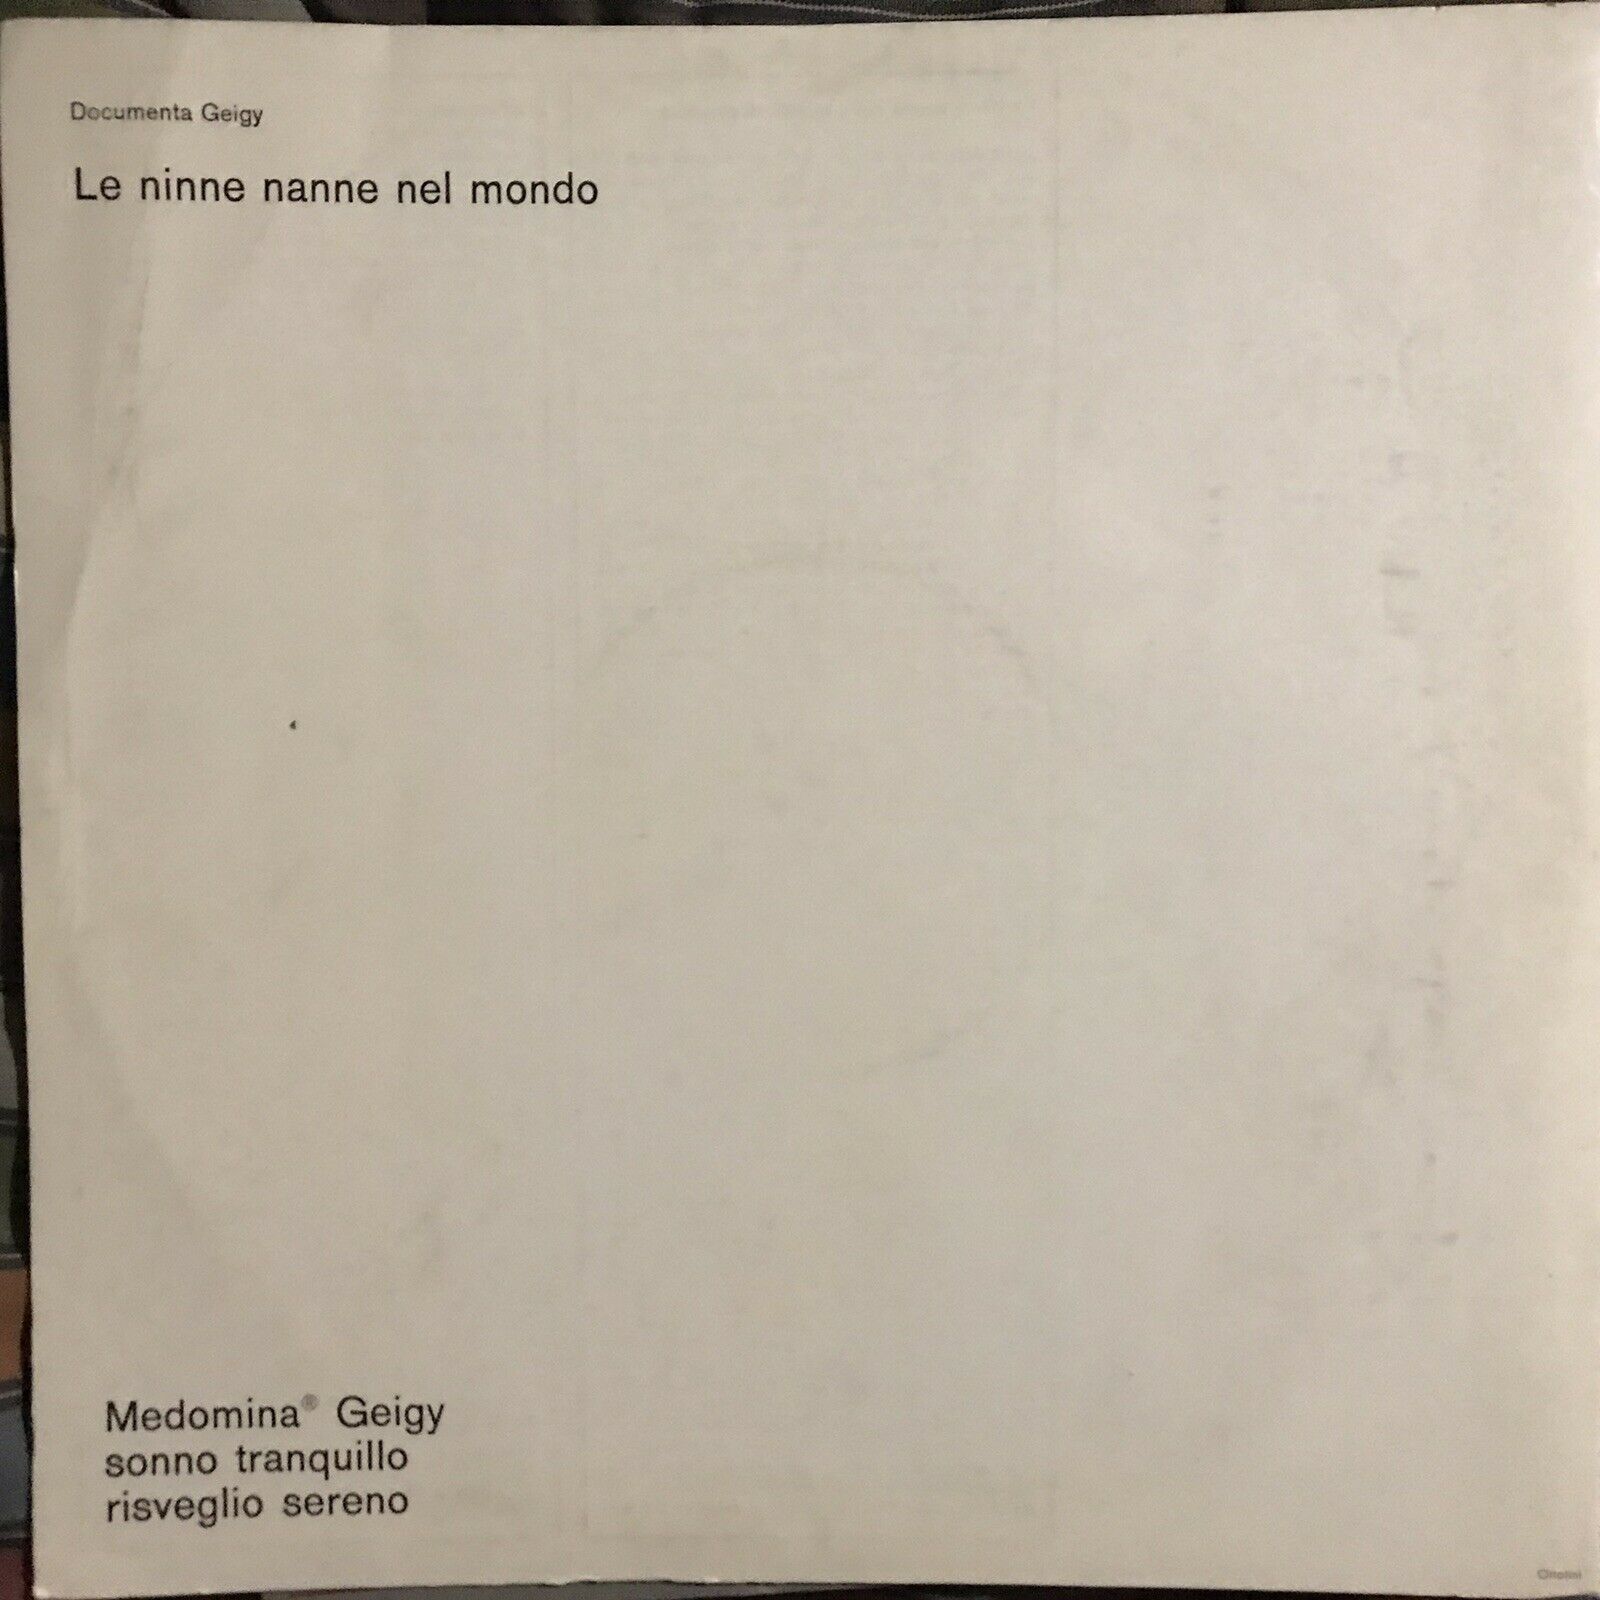 Documenta Geigy
Le ninne nanne nel mondo
Medomina® Geigy
sonno tranquillo
risveglio sereno